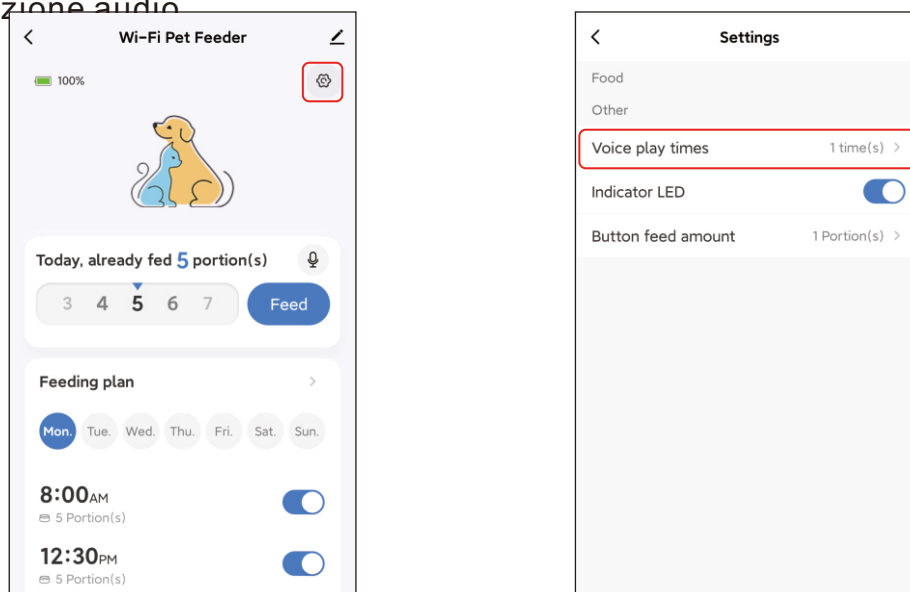 zione audio
Wi-Fi Pet Feeder
100%
Today, already fed 5 portion(s)
3 4 5 6 7
Feed
Feeding plan
Mon. Tue. Wed. Thu. Fri. Sat. Sun.
8:00AM
5 Portion(s)
12:30PM
5 Portion(s)
Settings
Food
Other
Voice play times 1 time(s)
Indicator LED
Button feed amount 1 Portion(s)